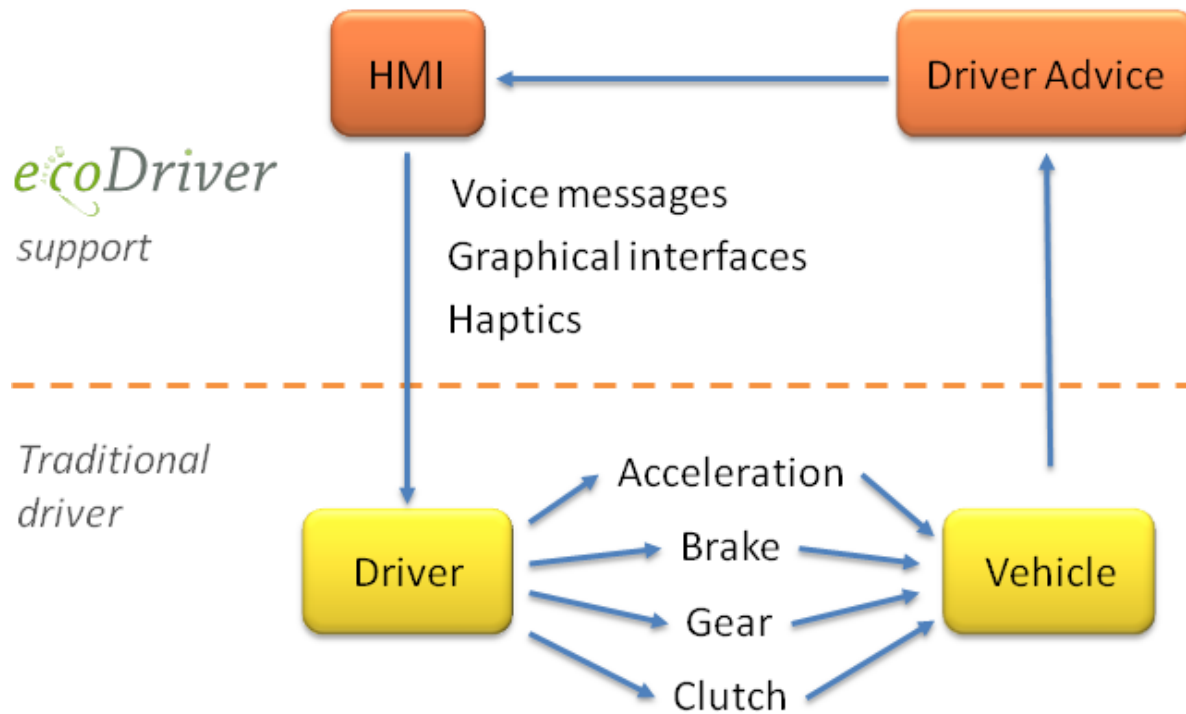 HMI
Driver Advice
ecoDriver
support
Voice messages
Graphical interfaces
Haptics
Traditional
driver
Acceleration
Brake
Driver
Vehicle
Gear
Clutch